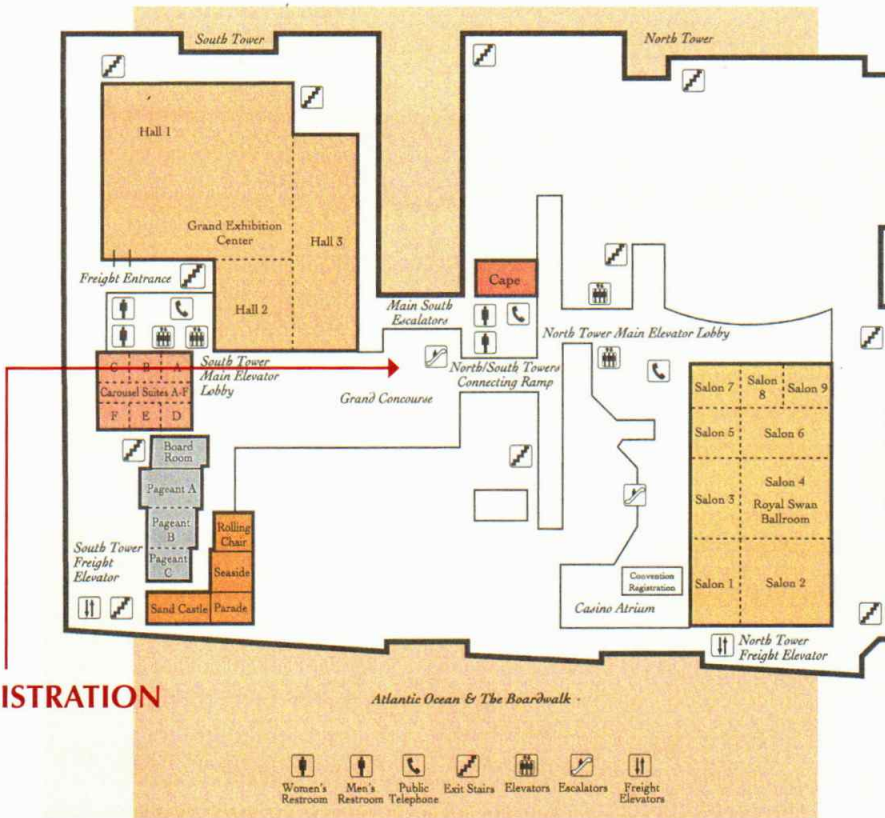 South Tower
North Tower
Hall 1
Grand Exhibition
Center
Hall 3
Hall 2
Freight Entrance
Cape
Main South
Escalators
North Tower Main Elevator Lobby
South Tower
Main Elevator
Lobby
North/South Towers
Connecting Ramp
Grand Concourse
C B A
Carousel Suites A-F
F E D
Board
Room
Pageant A
Pageant
B
Pageant
C
South Tower
Freight
Elevator
Rolling
Chair
Seaside
Sand Castle
Parade
Salon 7
Salon
8
Salon 9
Salon 5
Salon 6
Salon 3
Salon 4
Royal Swan
Ballroom
Salon 1
Salon 2
Convention
Registration
Casino Atrium
North Tower
Freight Elevator
ISTRATION
Atlantic Ocean & The Boardwalk
Women's
Restroom
Men's
Restroom
Public
Telephone
Exit Stairs
Elevators
Escalators
Freight
Elevators